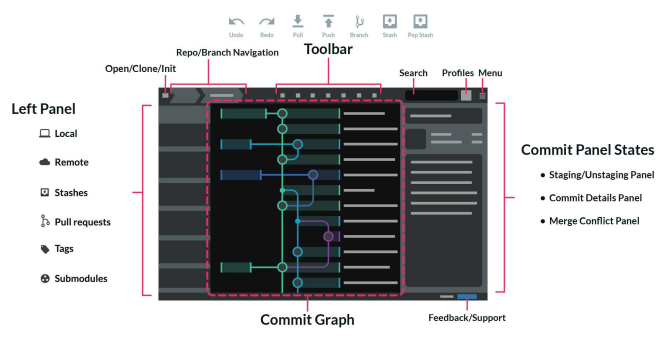 Undo
Redo
Pull
Push
Branch
Stash
Pop Stash
Toolbar
Repo/Branch Navigation
Open/Clone/Init
Search
Profiles
Menu
Left Panel
Local
Remote
Stashes
Pull requests
Tags
Submodules
Commit Panel States
• Staging/Unstaging Panel
• Commit Details Panel
• Merge Conflict Panel
Commit Graph
Feedback/Support